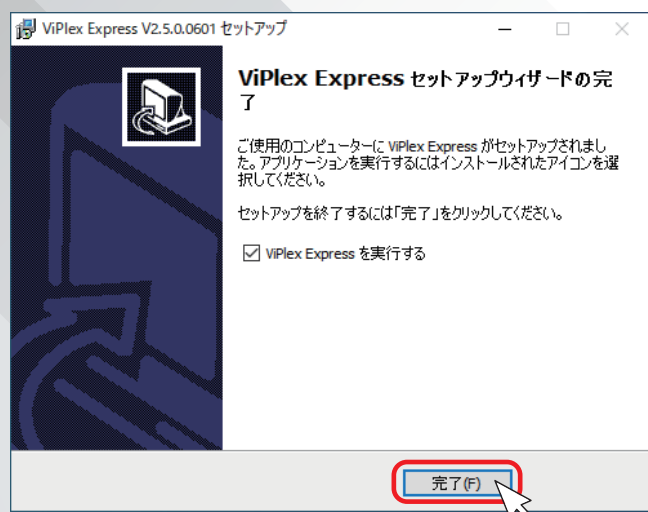 ViPlex Express V2.5.0.0601 セットアップ
ViPlex Express セットアップウィザードの完
了
ご使用のコンピューターに ViPlex Express がセットアップされまし
た。アプリケーションを実行するにはインストールされたアイコンを選
択してください。
セットアップを終了するには「完了」をクリックしてください。
ViPlex Express を実行する
完了(F)